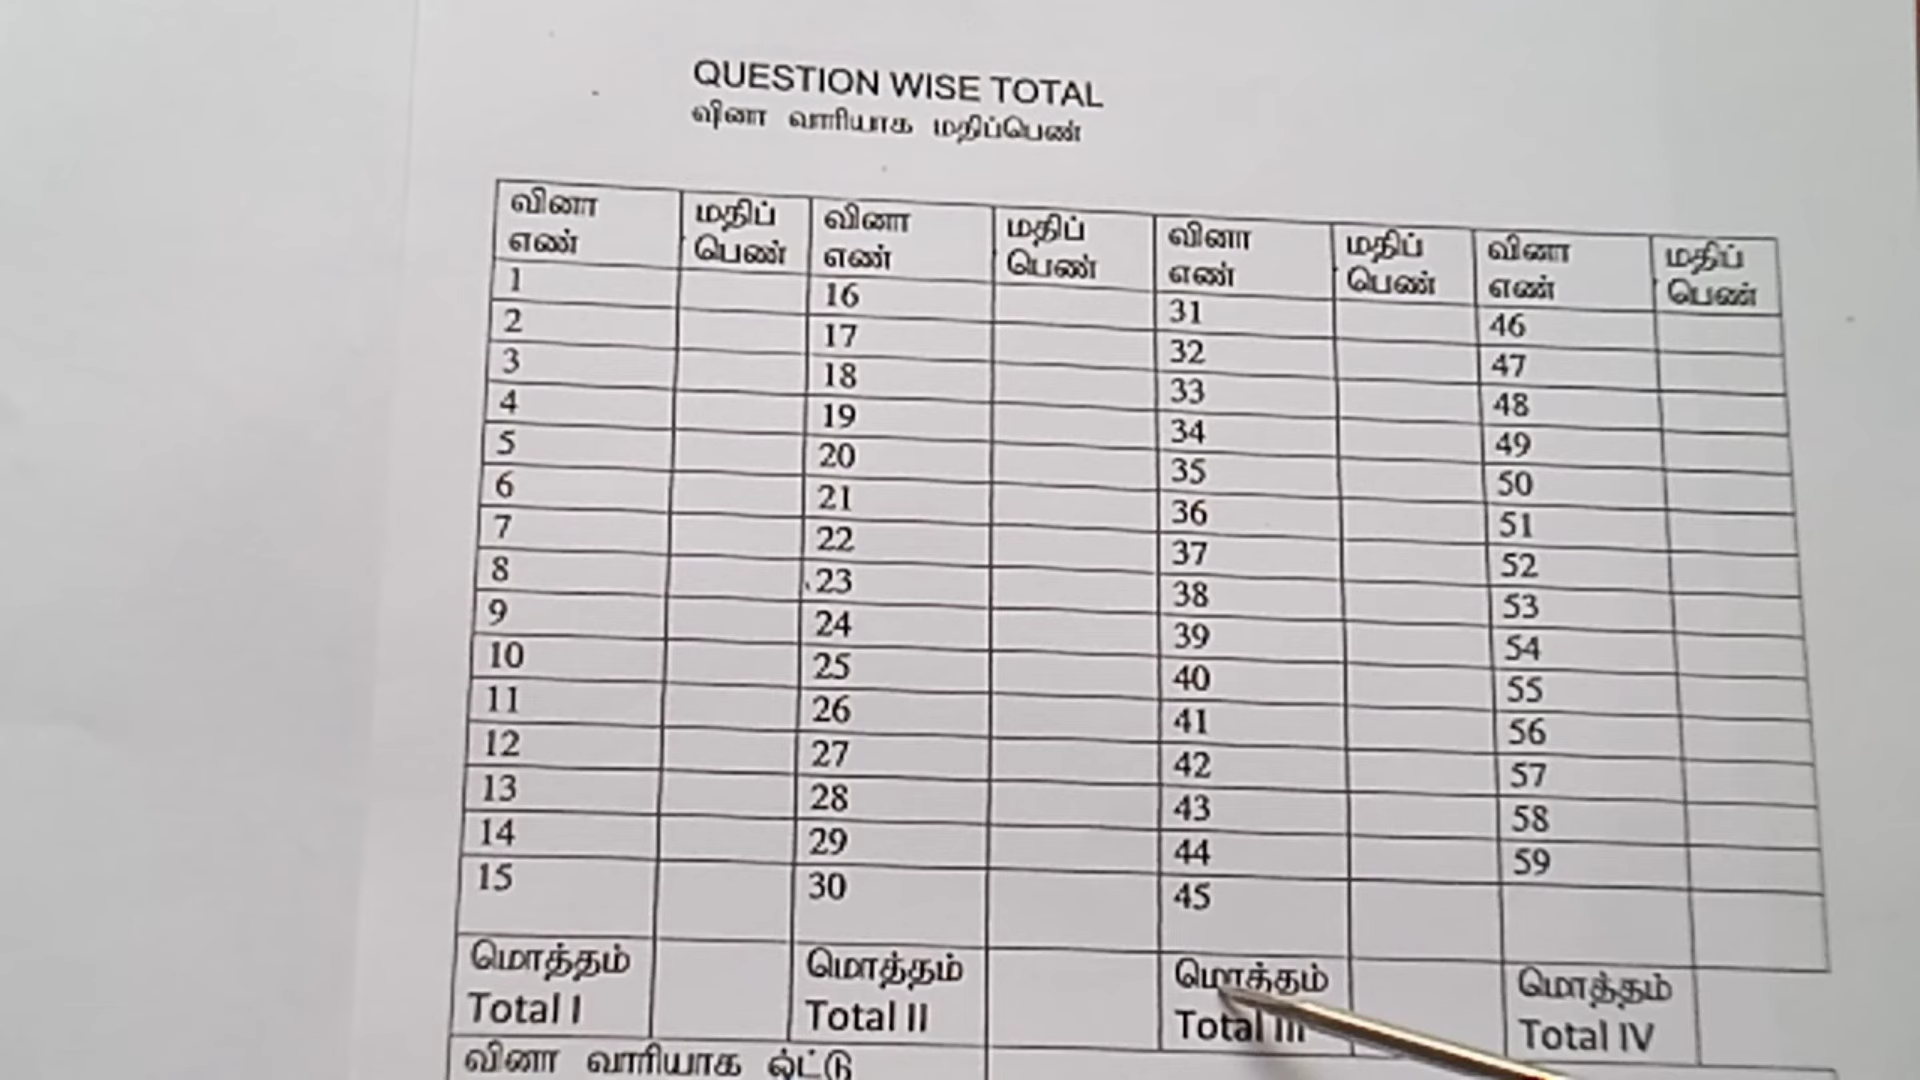 QUESTION WISE TOTAL
வினா வாரியாக மதிப்பெண்
வினா எண் மதிப் பெண் வினா எண் மதிப் பெண் வினா எண் மதிப் பெண் வினா எண் மதிப் பெண்
1 16 31 46
2 17 32 47
3 18 33 48
4 19 34 49
5 20 35 50
6 21 36 51
7 22 37 52
8 23 38 53
9 24 39 54
10 25 40 55
11 26 41 56
12 27 42 57
13 28 43 58
14 29 44 59
15 30 45
மொத்தம் மொத்தம் மொத்தம் மொத்தம்
Total I Total II Total III Total IV
வினா வாரியாக